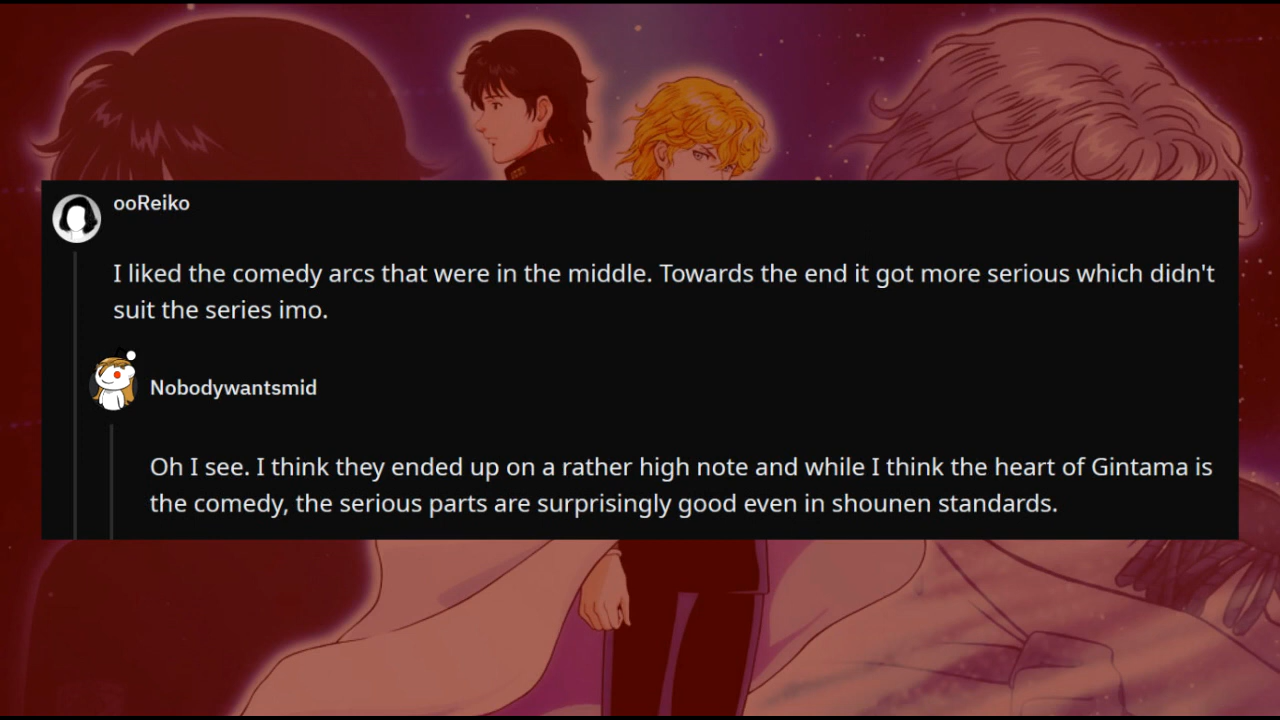 ooReiko
I liked the comedy arcs that were in the middle. Towards the end it got more serious which didn't
suit the series imo.
Nobodywantsmid
Oh I see. I think they ended up on a rather high note and while I think the heart of Gintama is
the comedy, the serious parts are surprisingly good even in shounen standards.